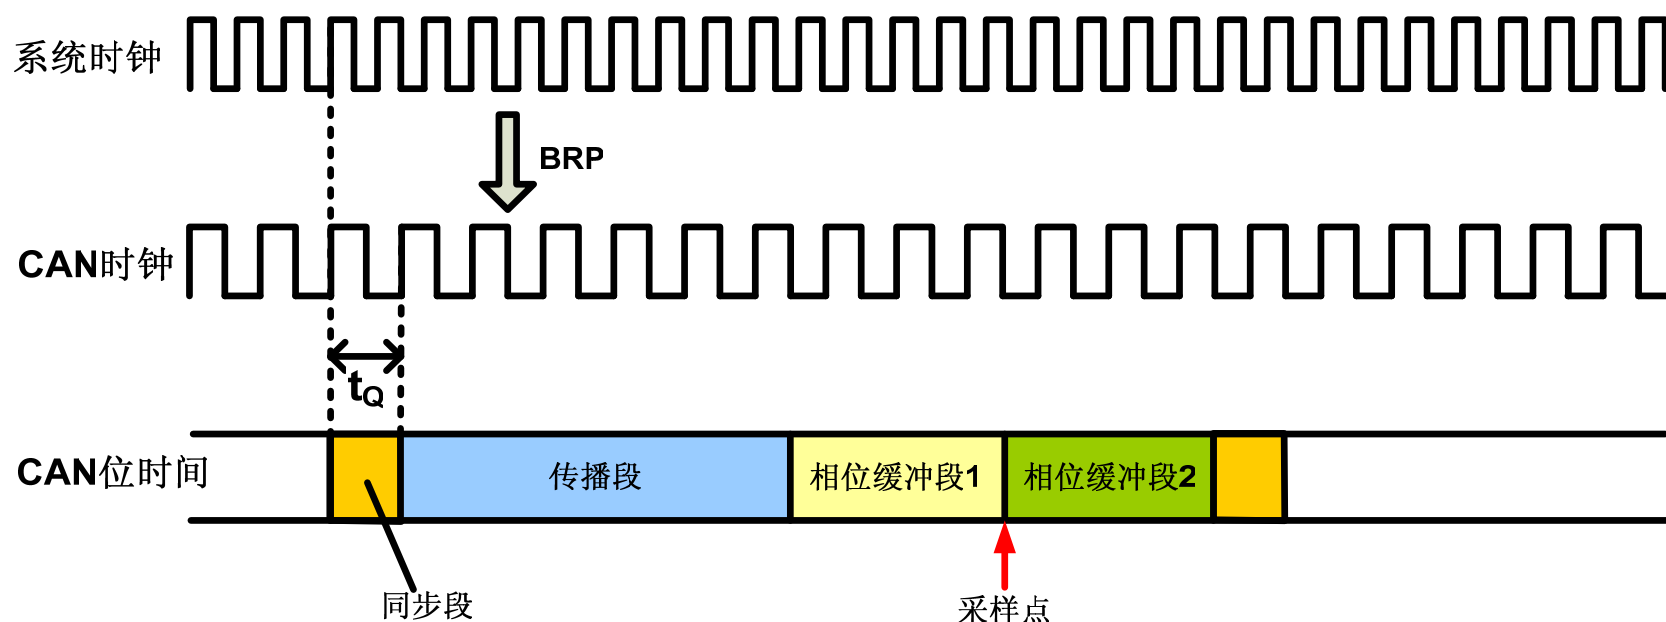 系统时钟
BRP
CAN时钟
tQ
CAN位时间
传播段
相位缓冲段1
相位缓冲段2
同步段
采样点